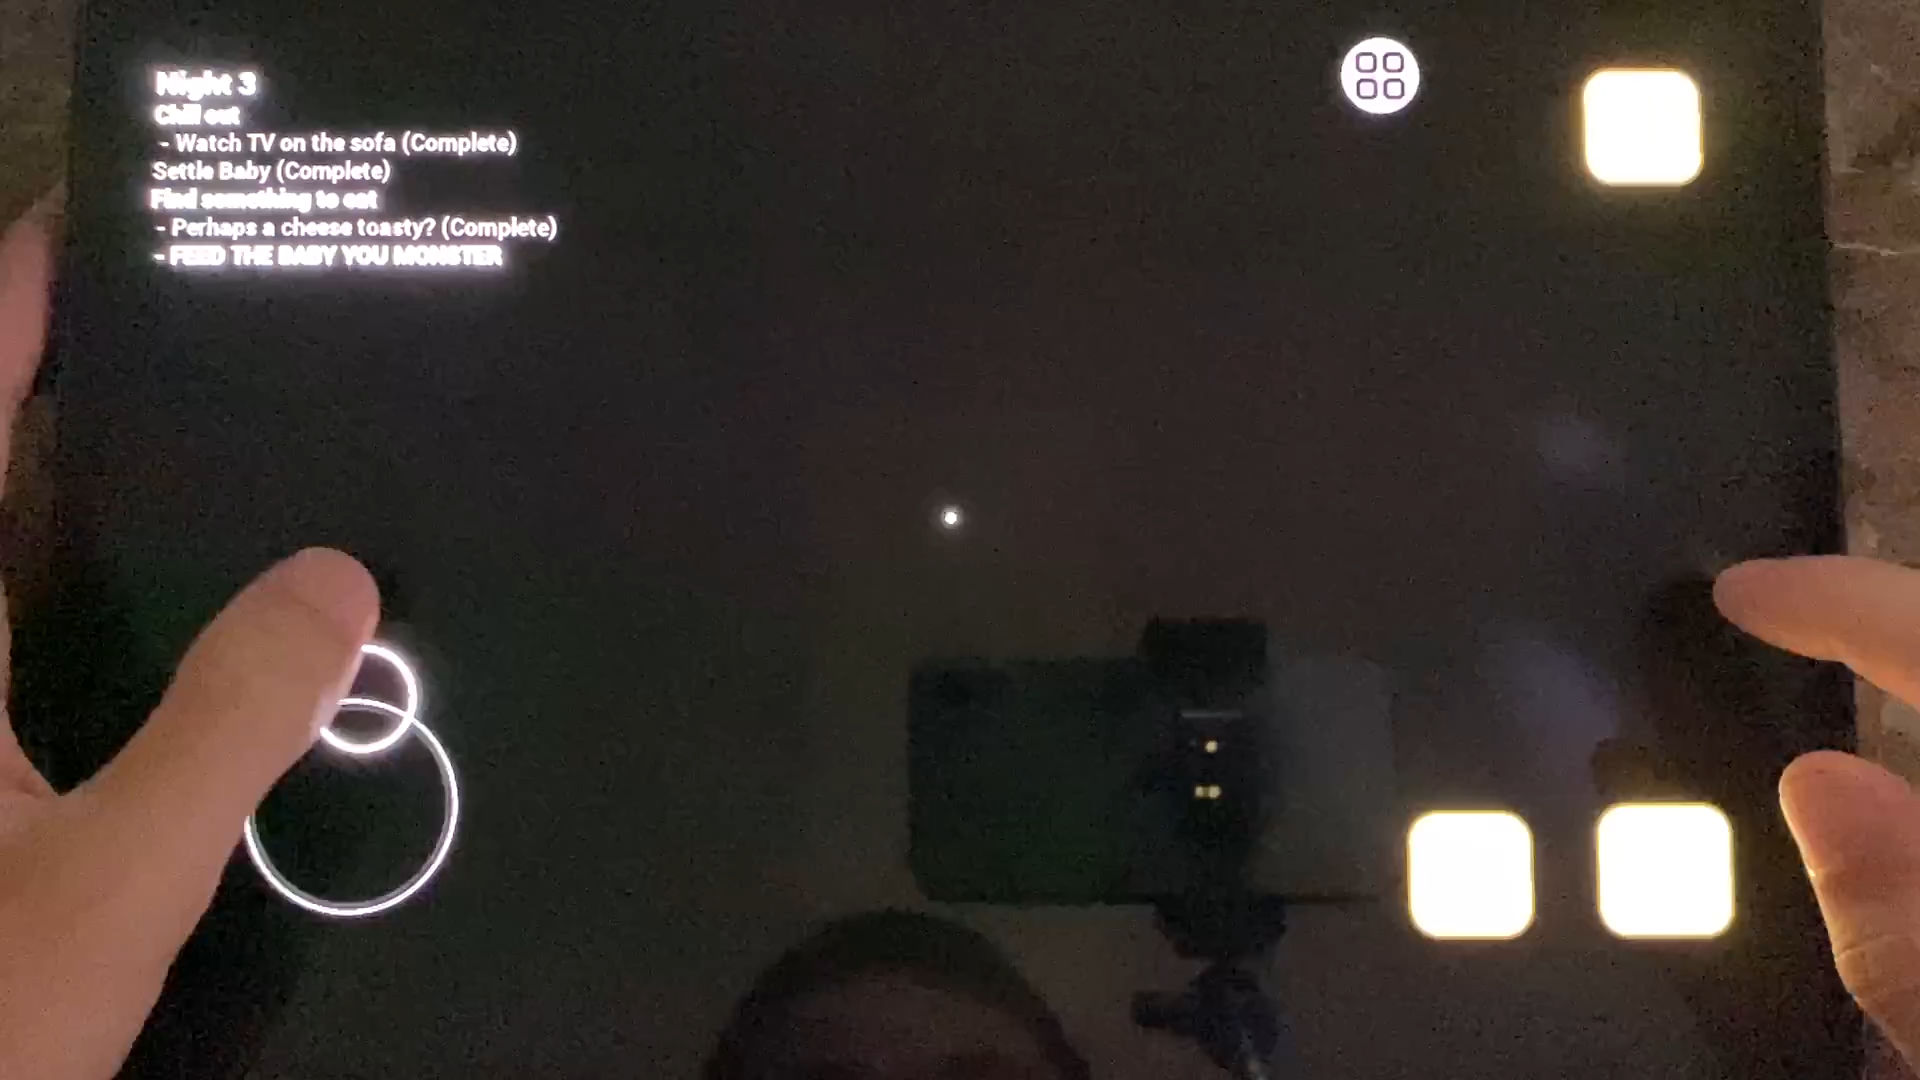 Night 3
Chill out
- Watch TV on the sofa (Complete)
Settle Baby (Complete)
Find something to eat
- Perhaps a cheese toasty? (Complete)
- FEED THE BABY YOU MONSTER